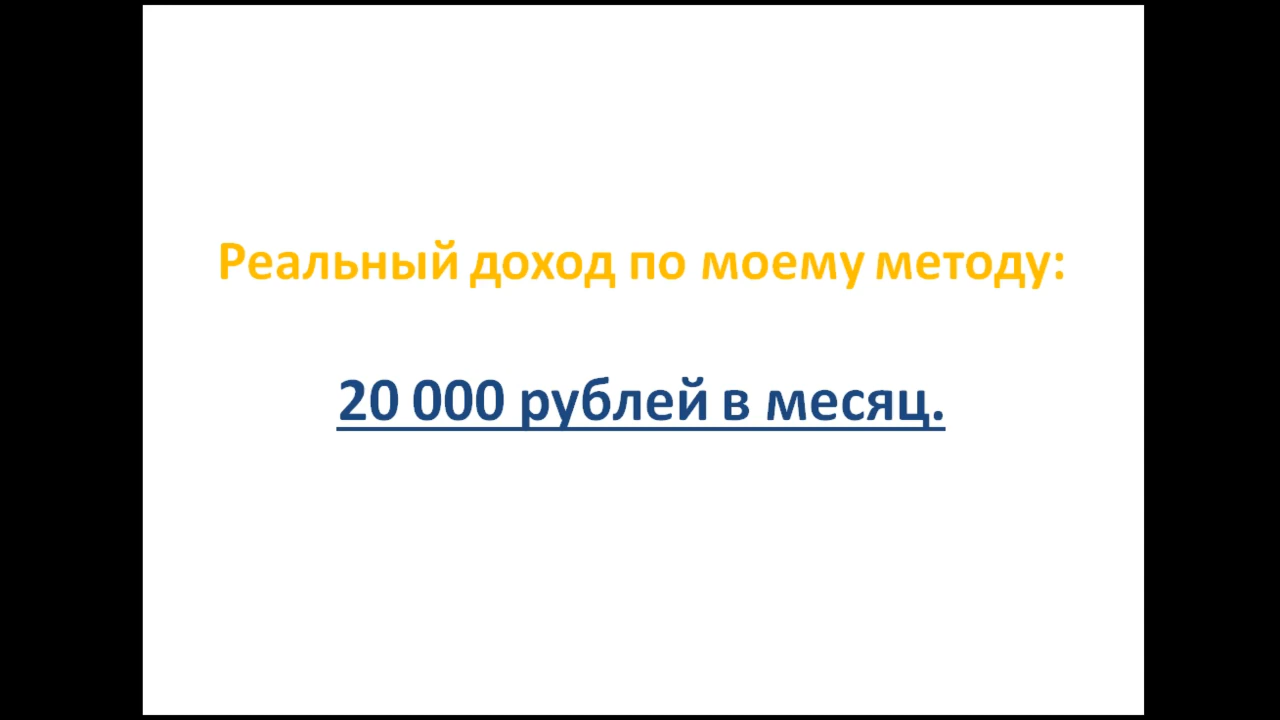 Реальный доход по моему методу:
20 000 рублей в месяц.